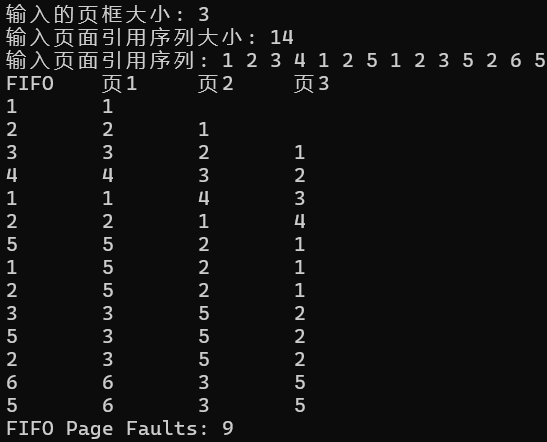 输入的页框大小: 3
输入页面引用序列大小: 14
输入页面引用序列: 1 2 3 4 1 2 5 1 2 3 5 2 6 5
FIFO 页1 页2 页3
1 1
2 2 1
3 3 2 1
4 4 3 2
1 1 4 3
2 2 1 4
5 5 2 1
1 5 2 1
2 5 2 1
3 3 5 2
5 3 5 2
2 3 5 2
6 6 3 5
5 6 3 5
FIFO Page Faults: 9